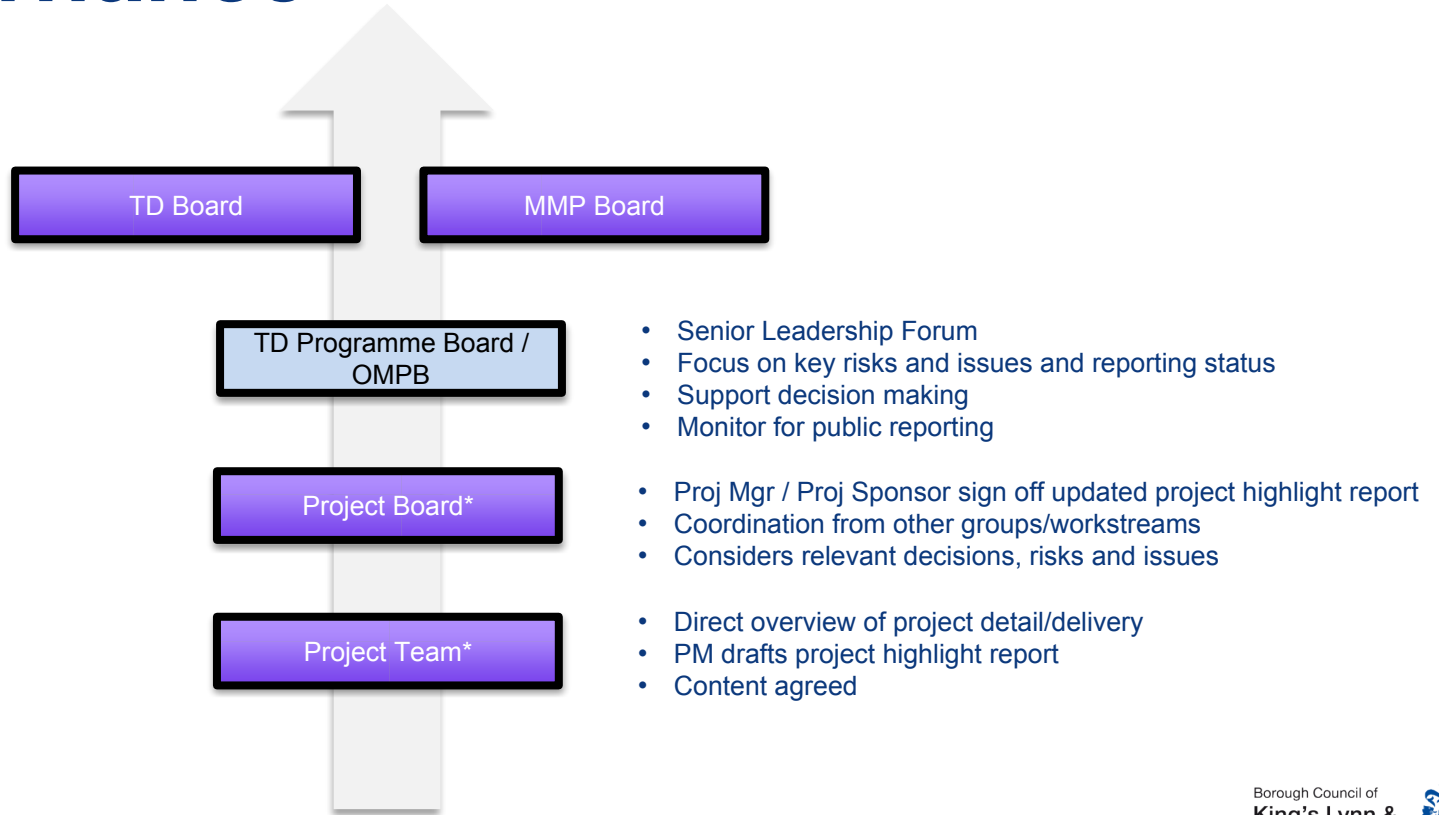 TD Board
MMP Board
TD Programme Board /
OMPB
• Senior Leadership Forum
• Focus on key risks and issues and reporting status
• Support decision making
• Monitor for public reporting
Project Board*
• Proj Mgr / Proj Sponsor sign off updated project highlight report
• Coordination from other groups/workstreams
• Considers relevant decisions, risks and issues
Project Team*
• Direct overview of project detail/delivery
• PM drafts project highlight report
• Content agreed
Borough Council of
King's Lynn &